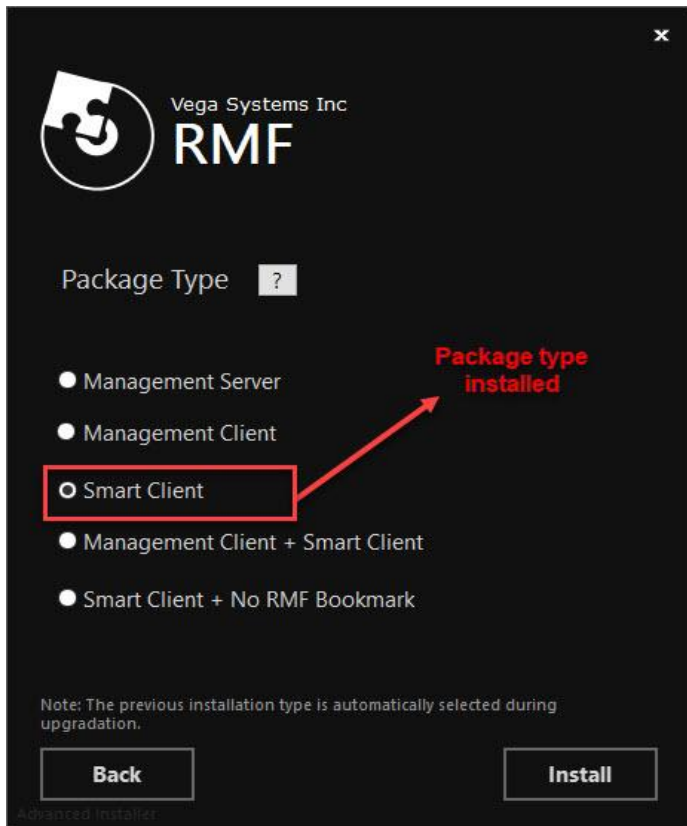 ×
Vega Systems Inc
RMF
Package Type ?
Package type
installed
Management Server
Management Client
Smart Client
Management Client + Smart Client
Smart Client + No RMF Bookmark
Note: The previous installation type is automatically selected during
upgradation.
Back Install
Advanced Installer